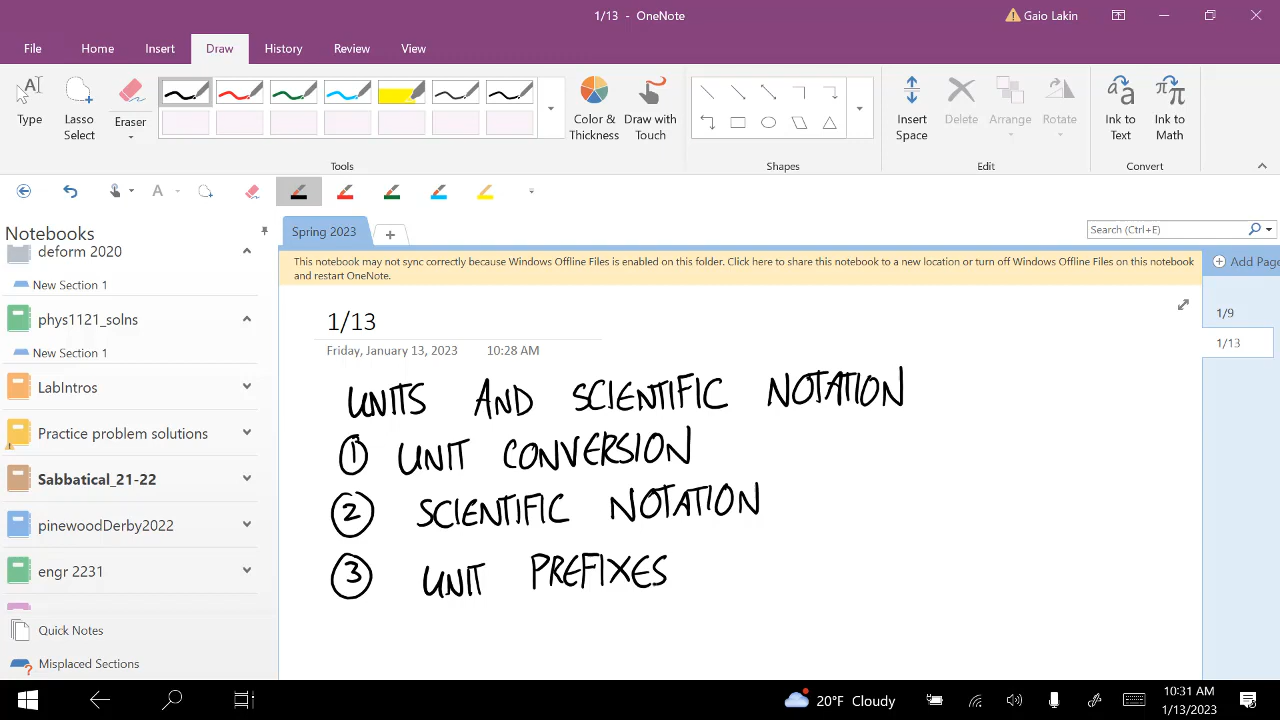 1/13 - OneNote
Gaio Lakin
File Home Insert Draw History Review View
Type
Lasso Select
Eraser
Color & Thickness
Draw with Touch
Insert Space
Delete
Arrange
Rotate
Ink to Text
Ink to Math
Tools
Shapes
Edit
Convert
Notebooks
deform 2020
New Section 1
phys1121_solns
New Section 1
LabIntros
Practice problem solutions
Sabbatical_21-22
pinewoodDerby2022
engr 2231
Quick Notes
Misplaced Sections
Spring 2023
Search (Ctrl+E)
This notebook may not sync correctly because Windows Offline Files is enabled on this folder. Click here to share this notebook to a new location or turn off Windows Offline Files on this notebook
and restart OneNote.
Add Page
1/9
1/13
1/13
Friday, January 13, 2023 10:28 AM
UNITS AND SCIENTIFIC NOTATION
① UNIT CONVERSION
② SCIENTIFIC NOTATION
③ UNIT PREFIXES
20°F Cloudy
10:31 AM
1/13/2023